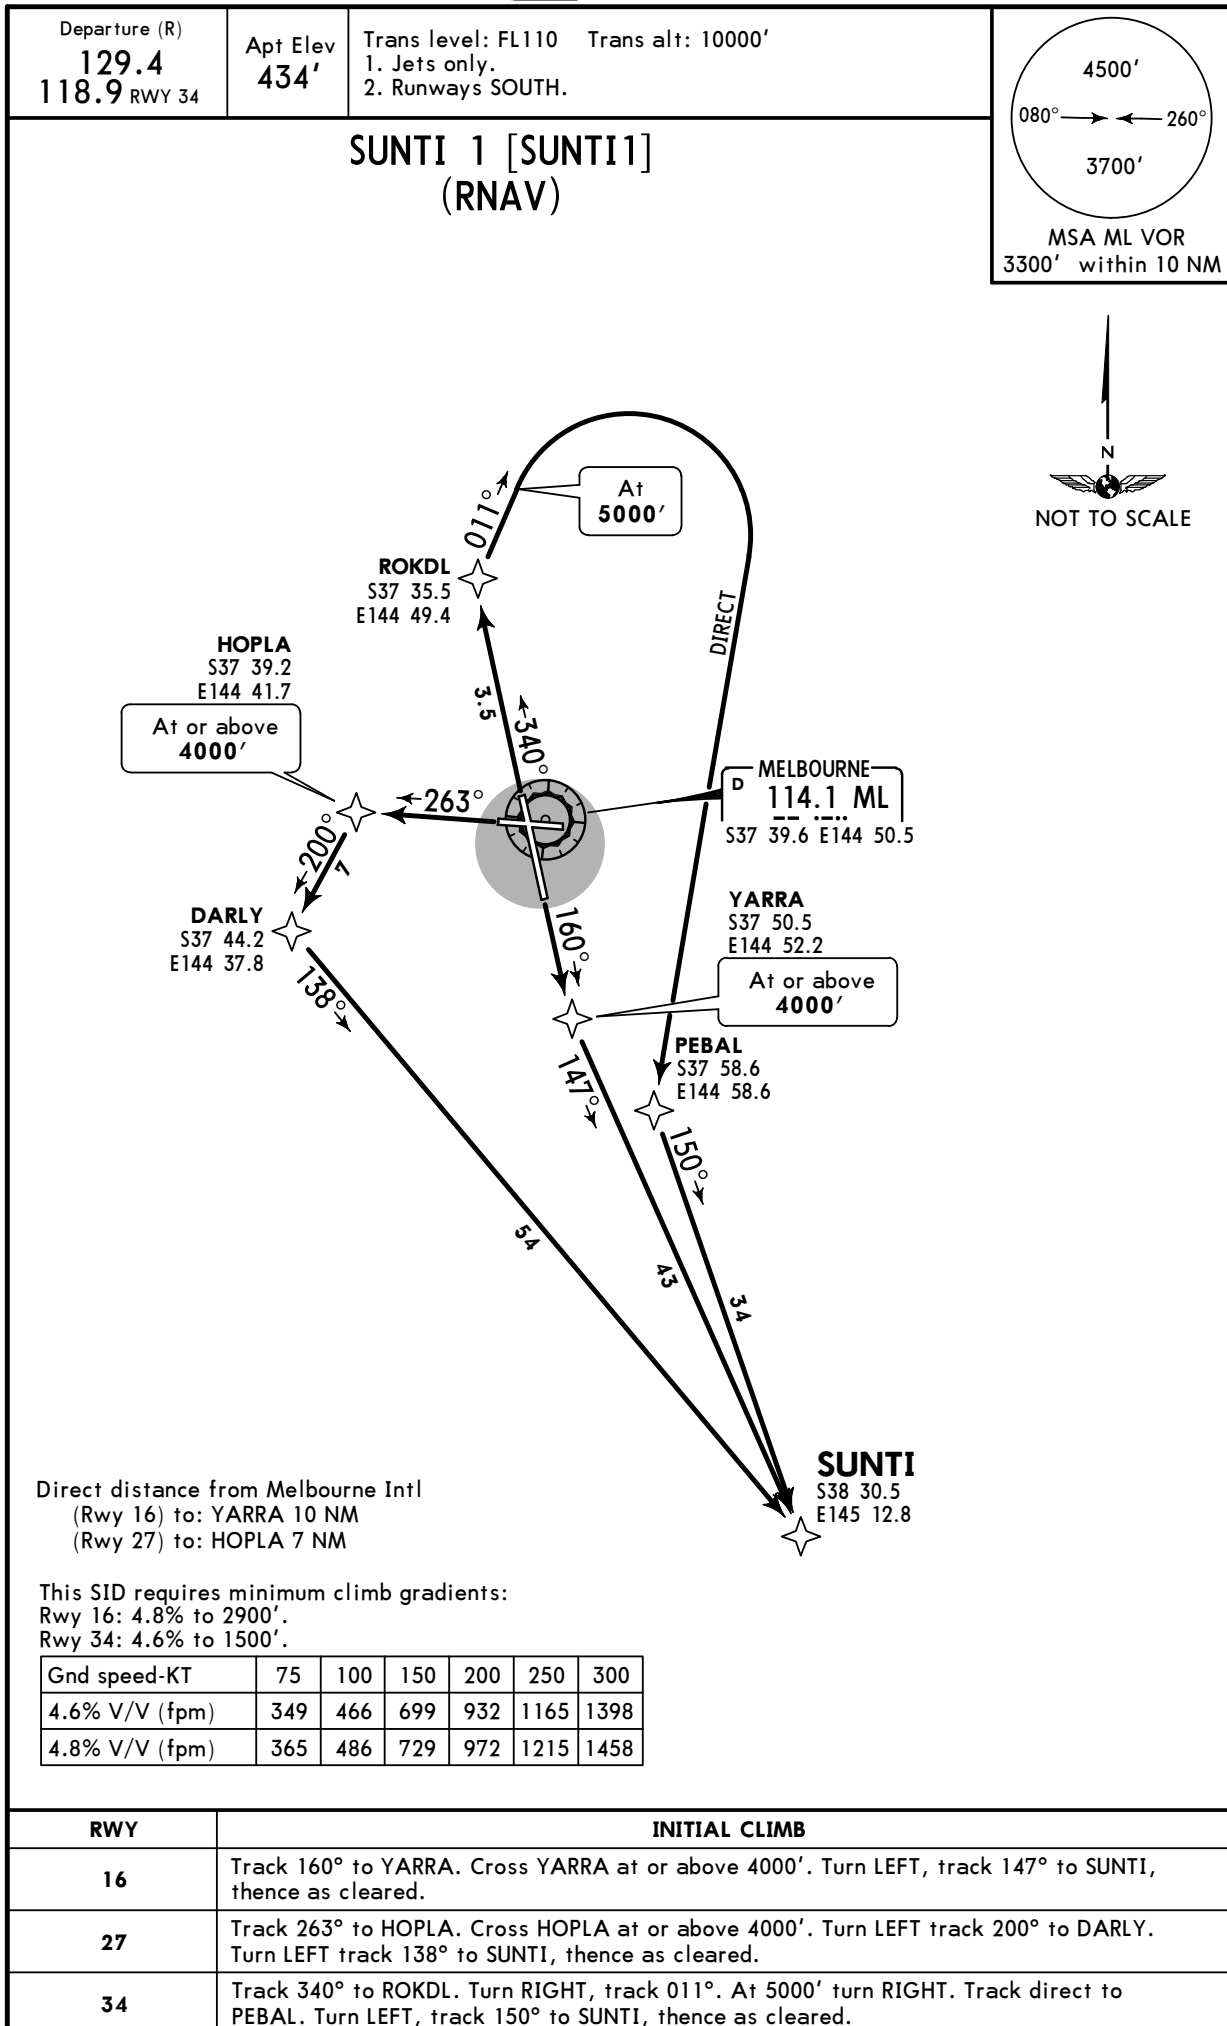 Departure (R)
129.4
118.9 RWY 34
Apt Elev
434'
Trans level: FL110 Trans alt: 10000'
1. Jets only.
2. Runways SOUTH.
4500'
080° 260°
3700'
MSA ML VOR
3300' within 10 NM
SUNTI 1 [SUNTI1]
(RNAV)
N
NOT TO SCALE
At
5000'
011°
ROKDL
S37 35.5
E144 49.4
DIRECT
HOPLA
S37 39.2
E144 41.7
At or above
4000'
3.5
340°
263°
MELBOURNE
D 114.1 ML
S37 39.6 E144 50.5
200°
7
DARLY
S37 44.2
E144 37.8
160°
YARRA
S37 50.5
E144 52.2
At or above
4000'
138°
147°
PEBAL
S37 58.6
E144 58.6
150°
54
43
34
SUNTI
S38 30.5
E145 12.8
Direct distance from Melbourne Intl
(Rwy 16) to: YARRA 10 NM
(Rwy 27) to: HOPLA 7 NM
This SID requires minimum climb gradients:
Rwy 16: 4.8% to 2900'.
Rwy 34: 4.6% to 1500'.
Gnd speed-KT 75 100 150 200 250 300
4.6% V/V (fpm) 349 466 699 932 1165 1398
4.8% V/V (fpm) 365 486 729 972 1215 1458
RWY INITIAL CLIMB
16 Track 160° to YARRA. Cross YARRA at or above 4000'. Turn LEFT, track 147° to SUNTI,
thence as cleared.
27 Track 263° to HOPLA. Cross HOPLA at or above 4000'. Turn LEFT track 200° to DARLY.
Turn LEFT track 138° to SUNTI, thence as cleared.
34 Track 340° to ROKDL. Turn RIGHT, track 011°. At 5000' turn RIGHT. Track direct to
PEBAL. Turn LEFT, track 150° to SUNTI, thence as cleared.